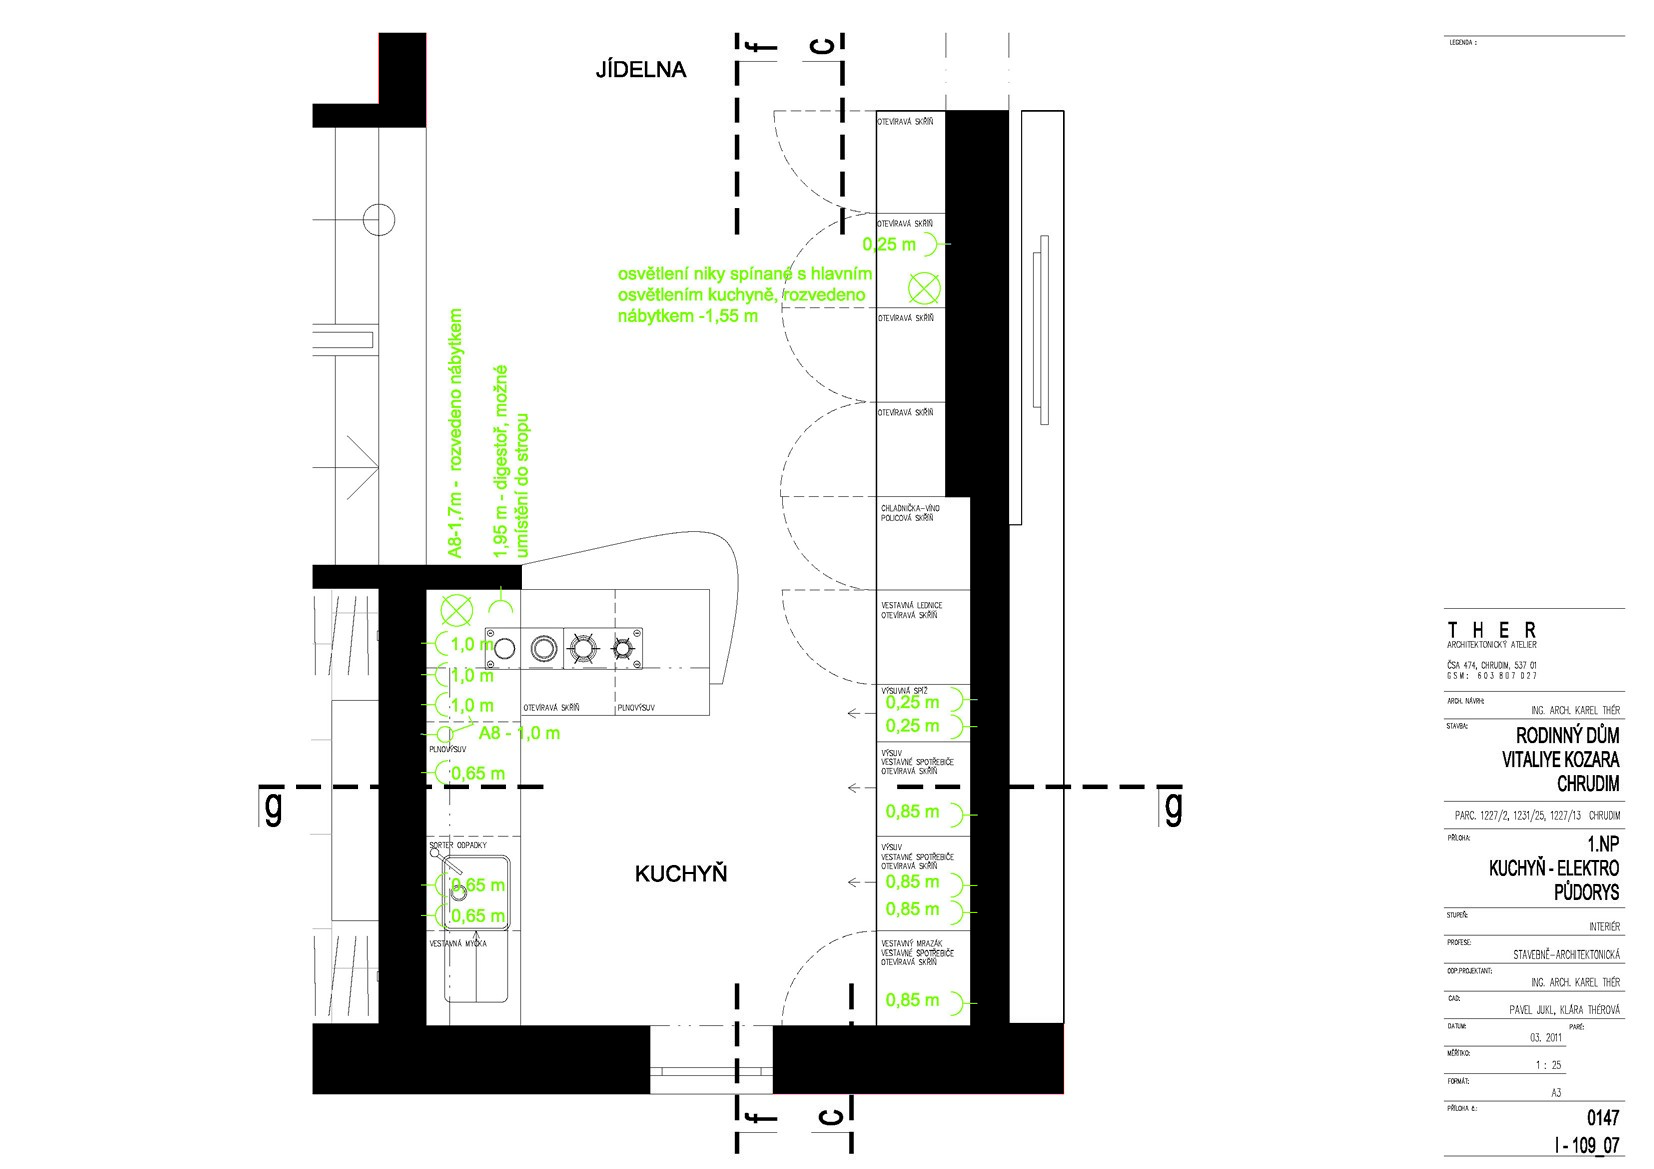 f
c
JÍDELNA
LEGENDA :
OTEVÍRAVÁ SKŘÍŇ
OTEVÍRAVÁ SKŘÍŇ
0,25 m
osvětlení niky spínané s hlavním
osvětlením kuchyně, rozvedeno
nábytkem -1,55 m
OTEVÍRAVÁ SKŘÍŇ
OTEVÍRAVÁ SKŘÍŇ
A8-1,7m - rozvedeno nábytkem
1,95 m - digestoř, možné
umístění do stropu
CHLADNIČKA-VÍNO
POLICOVÁ SKŘÍŇ
VESTAVNÁ LEDNICE
OTEVÍRAVÁ SKŘÍŇ
1,0 m
1,0 m
1,0 m
OTEVÍRAVÁ SKŘÍŇ
PLNOVÝSUV
A8 - 1,0 m
PLNOVÝSUV
0,65 m
VÝSUVNÁ SPÍŽ
0,25 m
0,25 m
VÝSUV
VESTAVNÉ SPOTŘEBIČE
OTEVÍRAVÁ SKŘÍŇ
g
g
0,85 m
SORTER ODPADKY
KUCHYŇ
0,65 m
0,65 m
VÝSUV
VESTAVNÉ SPOTŘEBIČE
OTEVÍRAVÁ SKŘÍŇ
0,85 m
0,85 m
VESTAVNÁ MYČKA
VESTAVNÝ MRAZÁK
VESTAVNÉ SPOTŘEBIČE
OTEVÍRAVÁ SKŘÍŇ
0,85 m
f
c
T H E R
ARCHITEKTONICKÝ ATELIER
ČSA 474, CHRUDIM, 537 01
GSM: 603 807 027
ARCH. NÁVRH:
ING. ARCH. KAREL THÉR
STAVBA:
RODINNÝ DŮM
VITALIYE KOZARA
CHRUDIM
PARC. 1227/2, 1231/25, 1227/13 CHRUDIM
PŘÍLOHA:
1.NP
KUCHYŇ - ELEKTRO
PŮDORYS
STUPEŇ:
INTERIÉR
PROFESE:
STAVEBNĚ-ARCHITEKTONICKÁ
ODP.PROJEKTANT:
ING. ARCH. KAREL THÉR
CAD:
PAVEL JUKL, KLÁRA THÉROVÁ
DATUM:
PARÉ:
03. 2011
MĚŘÍTKO:
1 : 25
FORMÁT:
A3
PŘÍLOHA č.:
0147
I - 109_07